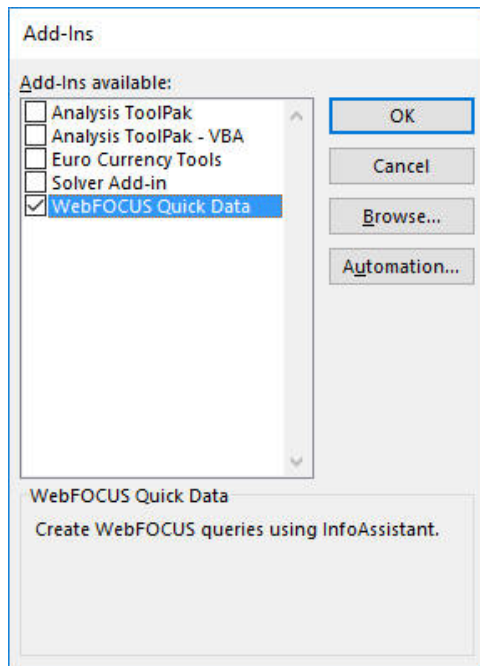 Add-Ins
Add-Ins available:
Analysis ToolPak
Analysis ToolPak - VBA
Euro Currency Tools
Solver Add-in
WebFOCUS Quick Data
OK
Cancel
Browse...
Automation...
WebFOCUS Quick Data
Create WebFOCUS queries using InfoAssistant.